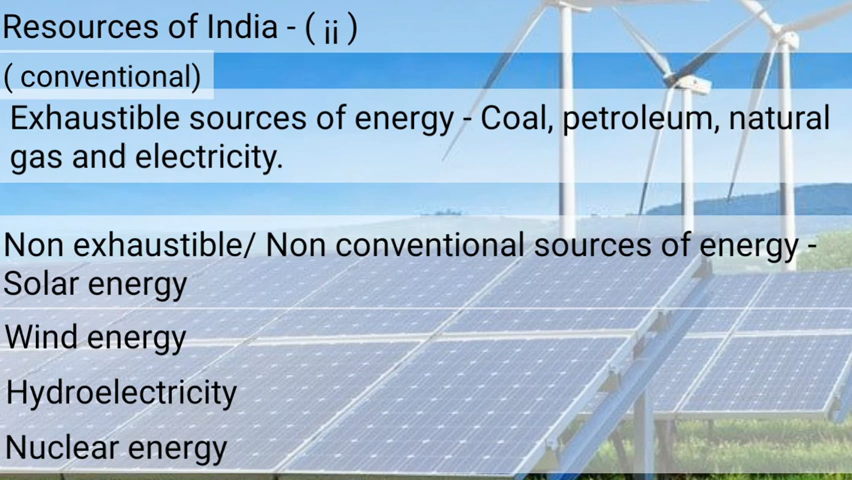 Resources of India - ( ii )
( conventional)
Exhaustible sources of energy - Coal, petroleum, natural
gas and electricity.
Non exhaustible/ Non conventional sources of energy -
Solar energy
Wind energy
Hydroelectricity
Nuclear energy